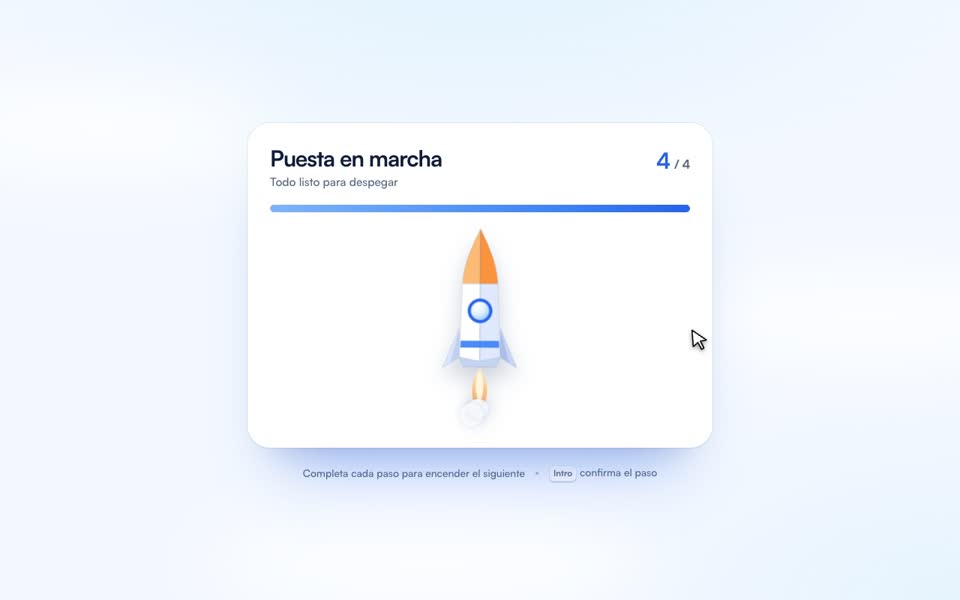 Puesta en marcha
4 / 4
Todo listo para despegar
Completa cada paso para encender el siguiente • Intro confirma el paso